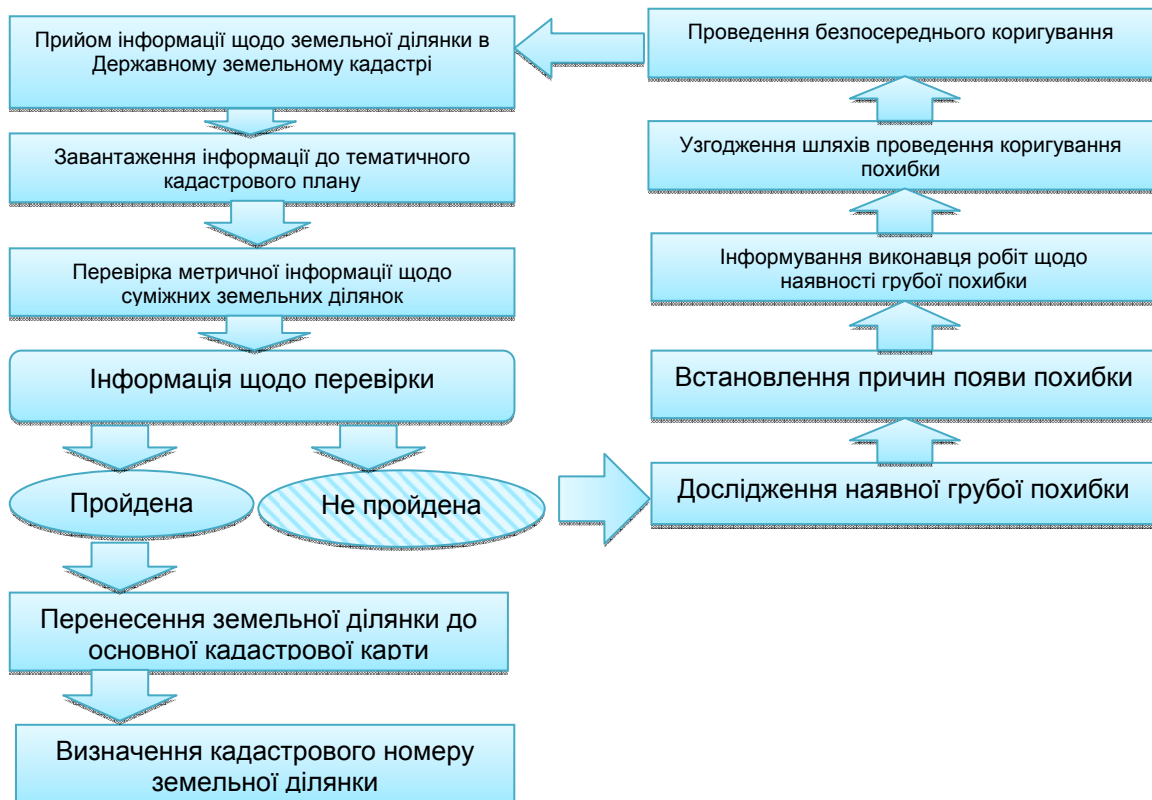 Прийом інформації щодо земельної ділянки в
Державному земельному кадастрі
Завантаження інформації до тематичного
кадастрового плану
Перевірка метричної інформації щодо
суміжних земельних ділянок
Інформація щодо перевірки
Пройдена
Не пройдена
Перенесення земельної ділянки до
основної кадастрової карти
Визначення кадастрового номеру
земельної ділянки
Проведення безпосереднього коригування
Узгодження шляхів проведення коригування
похибки
Інформування виконавця робіт щодо
наявності грубої похибки
Встановлення причин появи похибки
Дослідження наявної грубої похибки